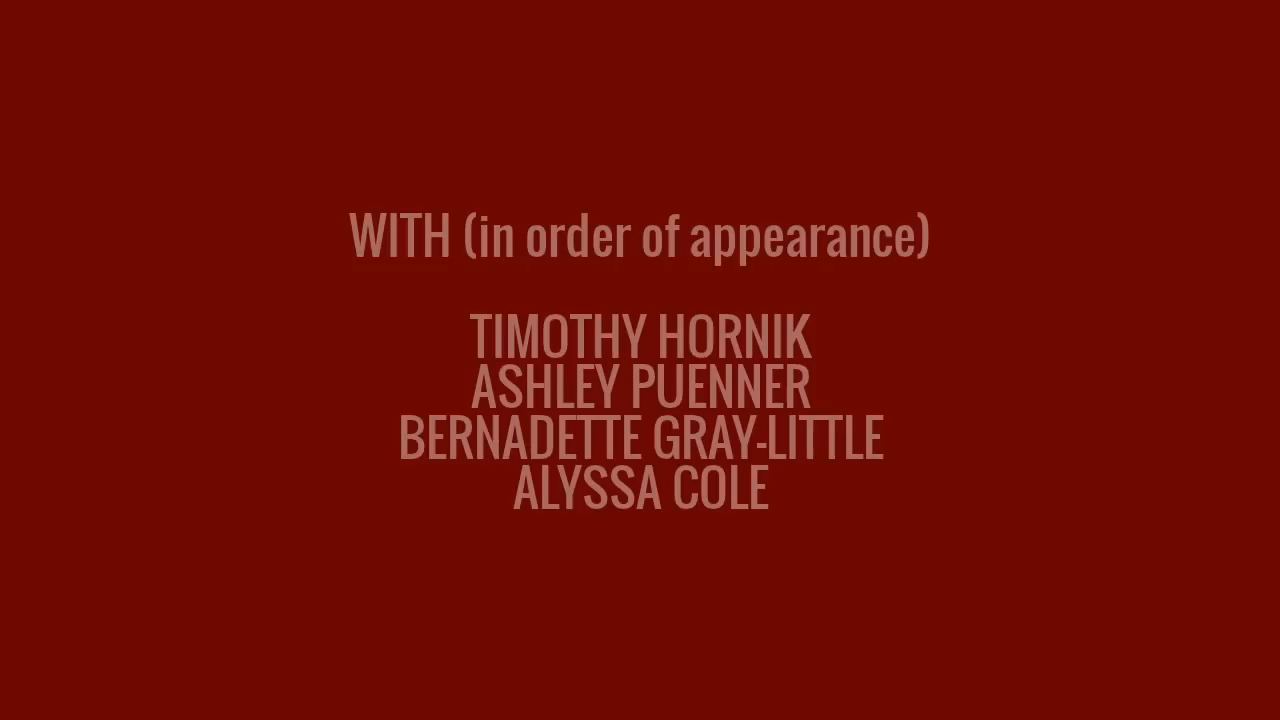 WITH (in order of appearance)
TIMOTHY HORNIK
ASHLEY PUENNER
BERNADETTE GRAY-LITTLE
ALYSSA COLE